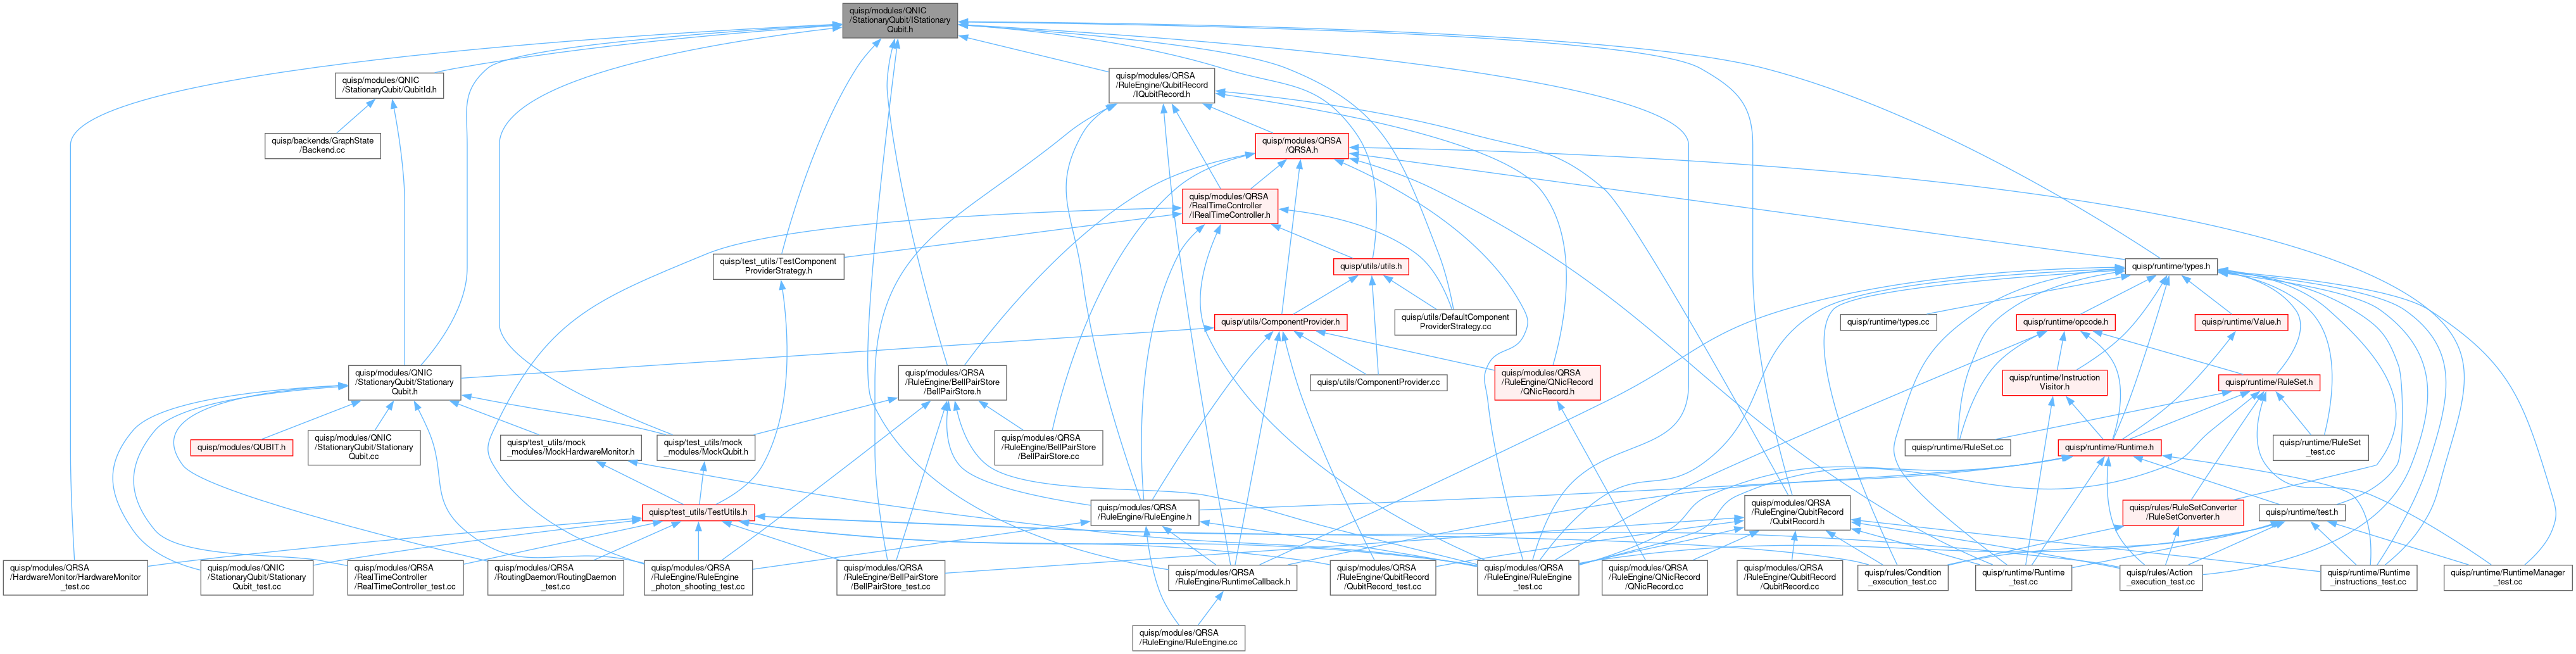 quisp/modules/QNIC
/StationaryQubit/IStationary
Qubit.h
quisp/modules/QNIC
/StationaryQubit/QubitId.h
quisp/modules/QRSA
/RuleEngine/QubitRecord
/IQubitRecord.h
quisp/backends/GraphState
/Backend.cc
quisp/modules/QRSA
/QRSA.h
quisp/modules/QRSA
/RealTimeController
/IRealTimeController.h
quisp/test_utils/TestComponent
ProviderStrategy.h
quisp/utils/utils.h
quisp/runtime/types.h
quisp/utils/ComponentProvider.h
quisp/utils/DefaultComponent
ProviderStrategy.cc
quisp/runtime/types.cc
quisp/runtime/opcode.h
quisp/runtime/Value.h
quisp/modules/QNIC
/StationaryQubit/Stationary
Qubit.h
quisp/modules/QRSA
/RuleEngine/BellPairStore
/BellPairStore.h
quisp/utils/ComponentProvider.cc
quisp/modules/QRSA
/RuleEngine/QNicRecord
/QNicRecord.h
quisp/runtime/Instruction
Visitor.h
quisp/runtime/RuleSet.h
quisp/modules/QUBIT.h
quisp/modules/QNIC
/StationaryQubit/Stationary
Qubit.cc
quisp/test_utils/mock
_modules/MockHardwareMonitor.h
quisp/test_utils/mock
_modules/MockQubit.h
quisp/modules/QRSA
/RuleEngine/BellPairStore
/BellPairStore.cc
quisp/runtime/RuleSet.cc
quisp/runtime/Runtime.h
quisp/runtime/RuleSet
_test.cc
quisp/test_utils/TestUtils.h
quisp/modules/QRSA
/RuleEngine/RuleEngine.h
quisp/modules/QRSA
/RuleEngine/QubitRecord
/QubitRecord.h
quisp/rules/RuleSetConverter
/RuleSetConverter.h
quisp/runtime/test.h
quisp/modules/QRSA
/HardwareMonitor/HardwareMonitor
_test.cc
quisp/modules/QNIC
/StationaryQubit/Stationary
Qubit_test.cc
quisp/modules/QRSA
/RealTimeController
/RealTimeController_test.cc
quisp/modules/QRSA
/RoutingDaemon/RoutingDaemon
_test.cc
quisp/modules/QRSA
/RuleEngine/RuleEngine
_photon_shooting_test.cc
quisp/modules/QRSA
/RuleEngine/BellPairStore
/BellPairStore_test.cc
quisp/modules/QRSA
/RuleEngine/RuntimeCallback.h
quisp/modules/QRSA
/RuleEngine/QubitRecord
/QubitRecord_test.cc
quisp/modules/QRSA
/RuleEngine/RuleEngine
_test.cc
quisp/modules/QRSA
/RuleEngine/QNicRecord
/QNicRecord.cc
quisp/modules/QRSA
/RuleEngine/QubitRecord
/QubitRecord.cc
quisp/rules/Condition
_execution_test.cc
quisp/runtime/Runtime
_test.cc
quisp/rules/Action
_execution_test.cc
quisp/runtime/Runtime
_instructions_test.cc
quisp/runtime/RuntimeManager
_test.cc
quisp/modules/QRSA
/RuleEngine/RuleEngine.cc